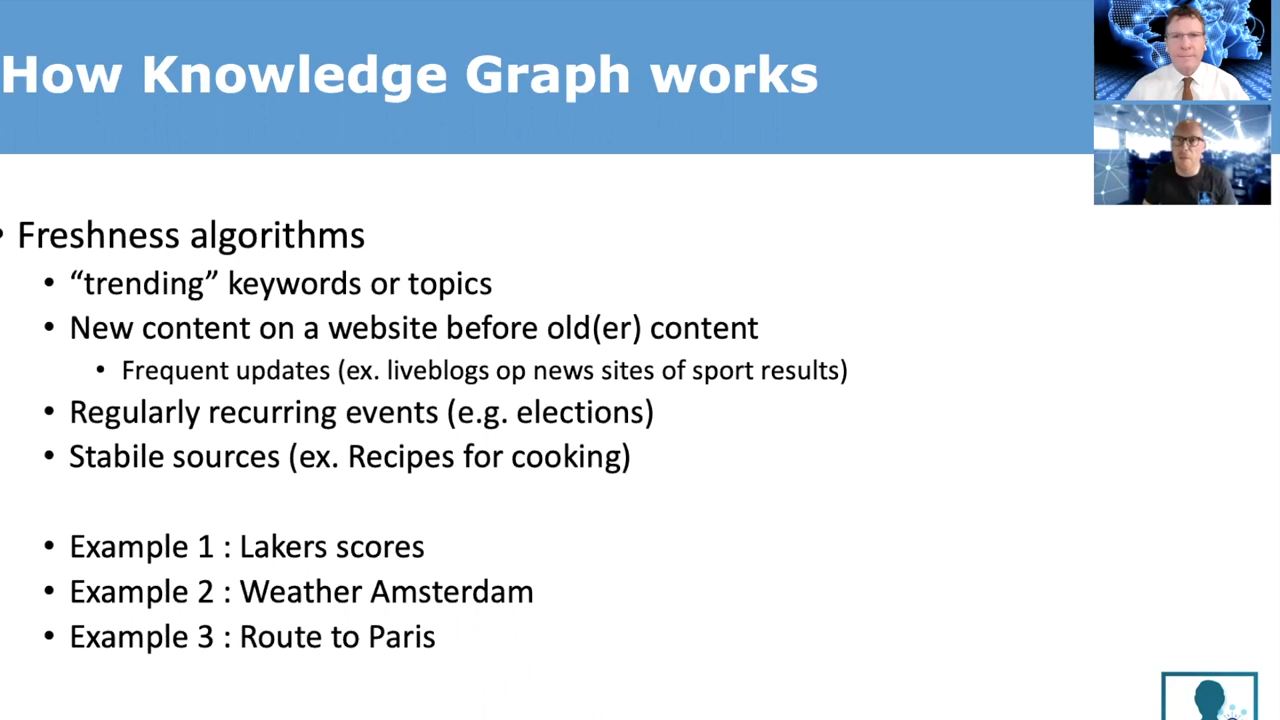 How Knowledge Graph works
• Freshness algorithms
• “trending” keywords or topics
• New content on a website before old(er) content
• Frequent updates (ex. liveblogs op news sites of sport results)
• Regularly recurring events (e.g. elections)
• Stabile sources (ex. Recipes for cooking)
• Example 1 : Lakers scores
• Example 2 : Weather Amsterdam
• Example 3 : Route to Paris